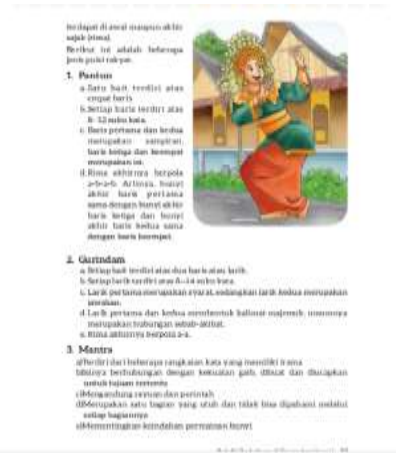 terdapat di awal maupun akhir
sajak (rima).
Berikut ini adalah beberapa
jenis puisi rakyat.
1. Pantun
a. Satu bait terdiri atas
empat baris
b. Setiap baris terdiri atas
8-12 suku kata.
c. Baris pertama dan kedua
merupakan sampiran,
baris ketiga dan keempat
merupakan isi.
d. Rima akhirnya berpola
a-b-a-b. Artinya, bunyi
akhir baris pertama
sama dengan bunyi akhir
baris ketiga dan bunyi
akhir baris kedua sama
dengan baris keempat.
2. Gurindam
a. Setiap bait terdiri atas dua baris atau larik.
b. Setiap larik terdiri atas 8-14 suku kata.
c. Larik pertama merupakan syarat, sedangkan larik kedua merupakan
jawaban.
d. Larik pertama dan kedua membentuk kalimat majemuk, umumnya
merupakan hubungan sebab-akibat.
e. Rima akhirnya berpola a-a.
3. Mantra
a) Terdiri dari beberapa rangkaian kata yang memiliki irama
b) Isinya berhubungan dengan kekuatan gaib, dibuat dan diucapkan
untuk tujuan tertentu
c) Mengandung rayuan dan perintah
d) Merupakan satu bagian yang utuh dan tidak bisa dipahami melalui
setiap bagiannya
e) Mementingkan keindahan permainan bunyi